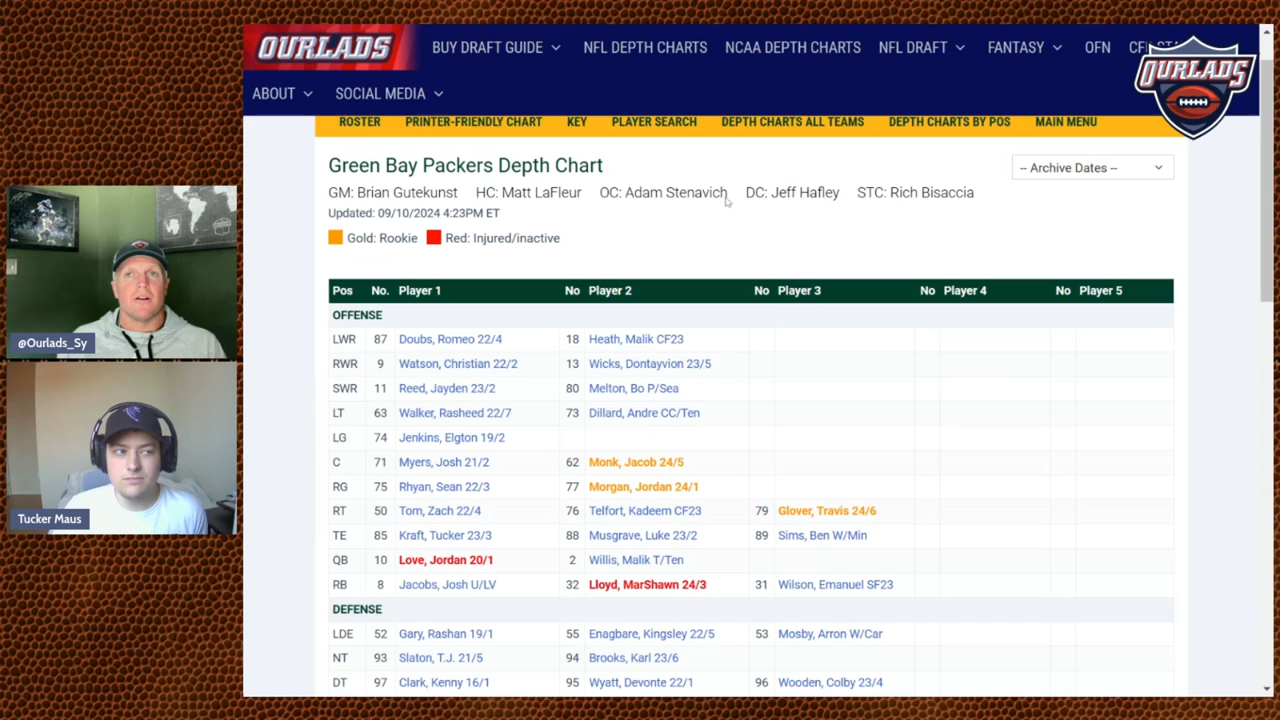 OURLADS BUY DRAFT GUIDE NFL DEPTH CHARTS NCAA DEPTH CHARTS NFL DRAFT FANTASY OFN
OURLADS
ABOUT SOCIAL MEDIA
ROSTER PRINTER-FRIENDLY CHART KEY PLAYER SEARCH DEPTH CHARTS ALL TEAMS DEPTH CHARTS BY POS MAIN MENU
Green Bay Packers Depth Chart
-- Archive Dates --
GM: Brian Gutekunst HC: Matt LaFleur OC: Adam Stenavich DC: Jeff Hafley STC: Rich Bisaccia
Updated: 09/10/2024 4:23PM ET
Gold: Rookie Red: Injured/inactive
Pos No. Player 1 No Player 2 No Player 3 No Player 4 No Player 5
OFFENSE
LWR 87 Doubs, Romeo 22/4 18 Heath, Malik CF23
RWR 9 Watson, Christian 22/2 13 Wicks, Dontayvion 23/5
SWR 11 Reed, Jayden 23/2 80 Melton, Bo P/Sea
LT 63 Walker, Rasheed 22/7 73 Dillard, Andre CC/Ten
LG 74 Jenkins, Elgton 19/2
C 71 Myers, Josh 21/2 62 Monk, Jacob 24/5
RG 75 Rhyan, Sean 22/3 77 Morgan, Jordan 24/1
RT 50 Tom, Zach 22/4 76 Telfort, Kadeem CF23 79 Glover, Travis 24/6
TE 85 Kraft, Tucker 23/3 88 Musgrave, Luke 23/2 89 Sims, Ben W/Min
QB 10 Love, Jordan 20/1 2 Willis, Malik T/Ten
RB 8 Jacobs, Josh U/LV 32 Lloyd, MarShawn 24/3 31 Wilson, Emanuel SF23
DEFENSE
LDE 52 Gary, Rashan 19/1 55 Enagbare, Kingsley 22/5 53 Mosby, Arron W/Car
NT 93 Slaton, T.J. 21/5 94 Brooks, Karl 23/6
DT 97 Clark, Kenny 16/1 95 Wyatt, Devonte 22/1 96 Wooden, Colby 23/4
@Ourlads_Sy
Tucker Maus